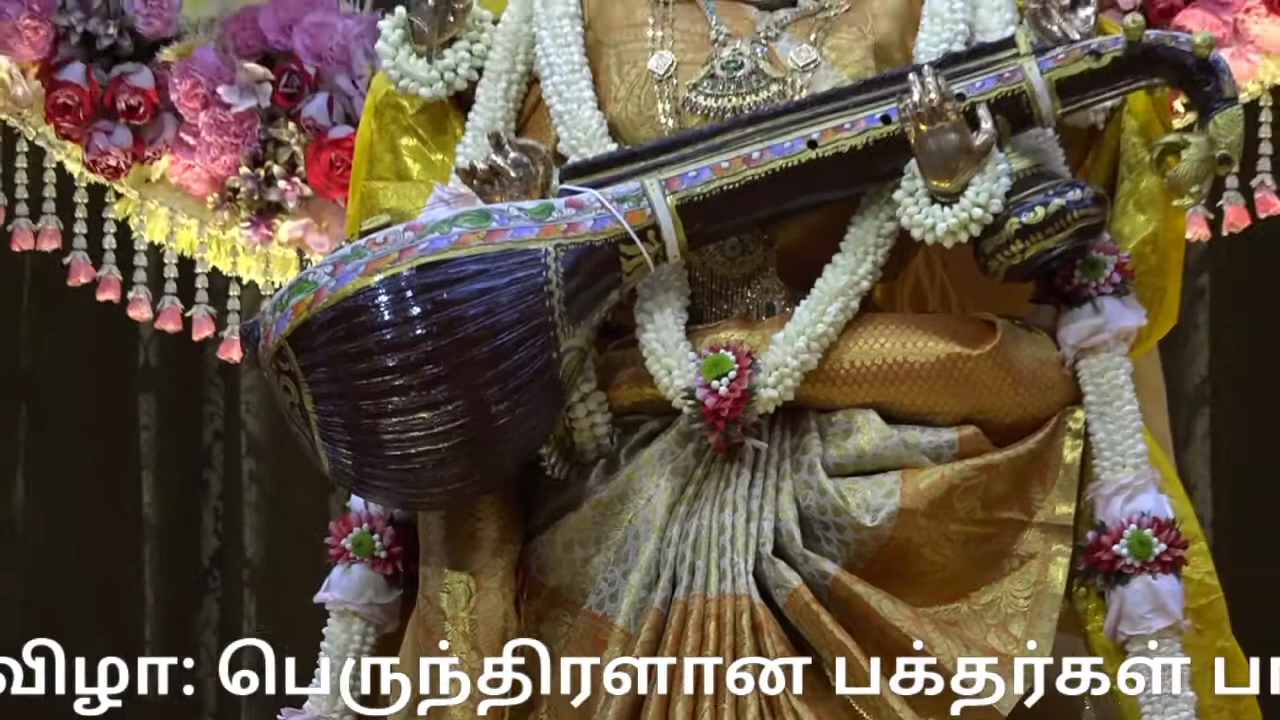 விழா: பெருந்திரளான பக்தர்கள்